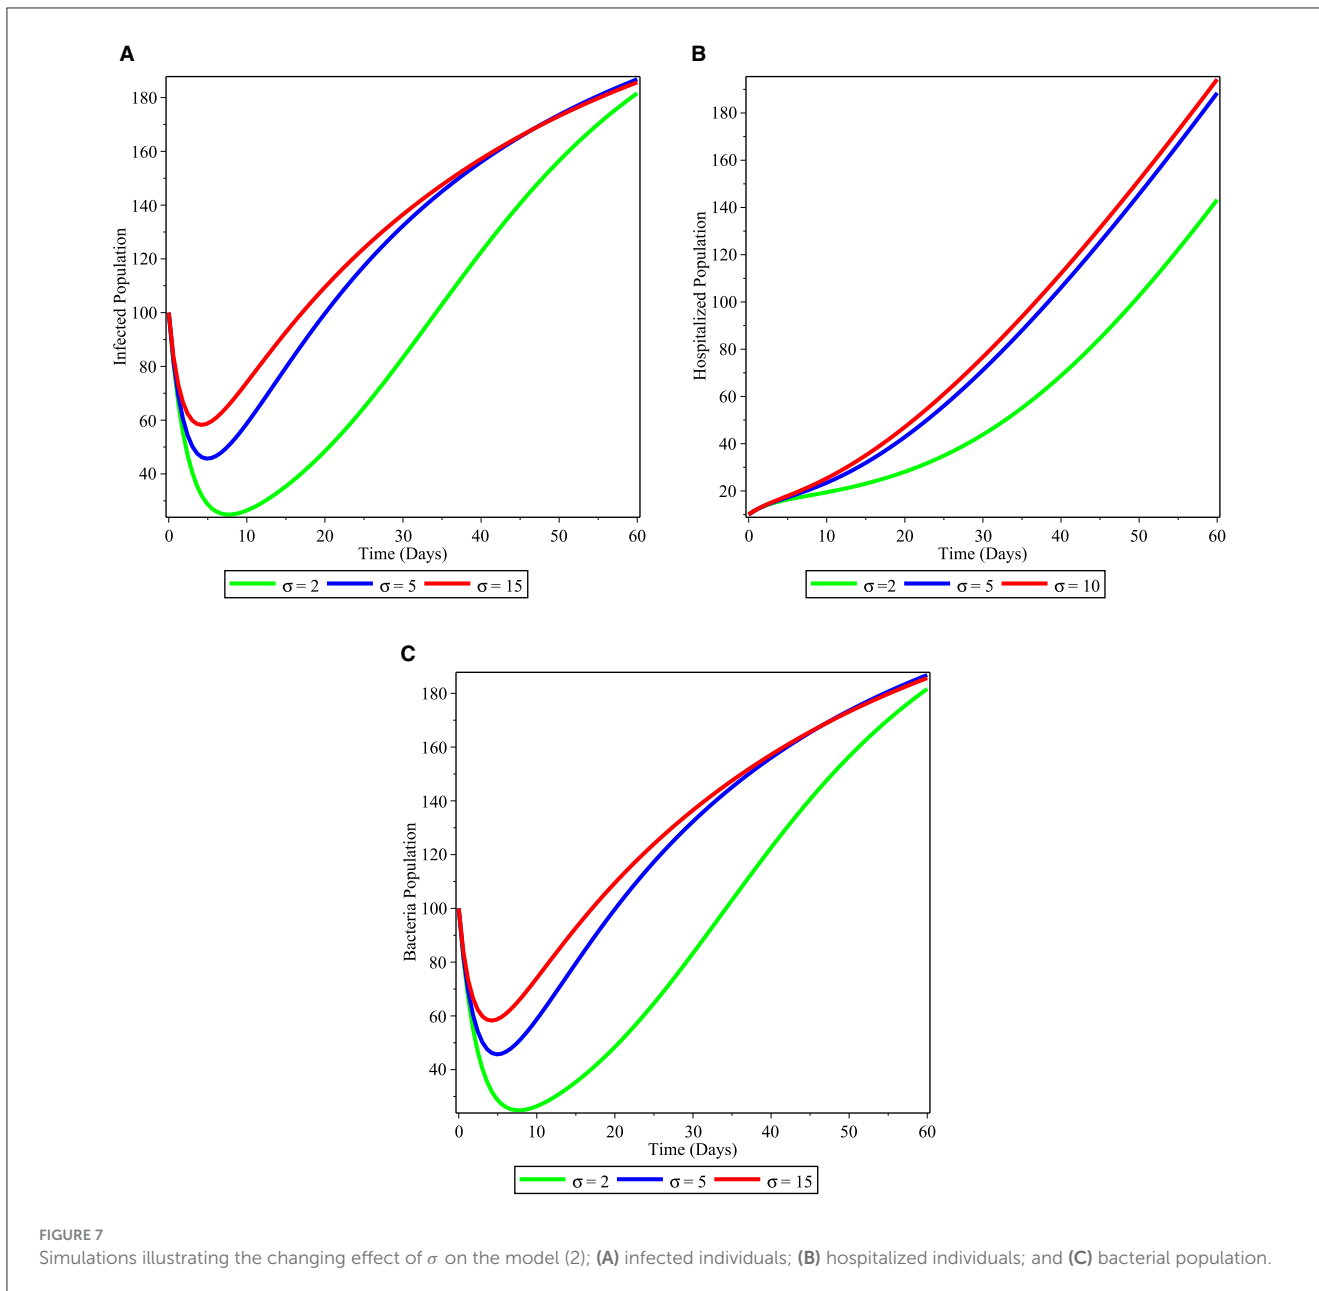 A
180
160
140
120
100
80
60
40
Infected Population
0 10 20 30 40 50 60
Time (Days)
σ = 2 σ = 5 σ = 15
B
180
160
140
120
100
80
60
40
20
Hospitalized Population
0 10 20 30 40 50 60
Time (Days)
σ =2 σ = 5 σ = 10
C
180
160
140
120
100
80
60
40
Bacteria Population
0 10 20 30 40 50 60
Time (Days)
σ = 2 σ = 5 σ = 15
FIGURE 7
Simulations illustrating the changing effect of σ on the model (2); (A) infected individuals; (B) hospitalized individuals; and (C) bacterial population.